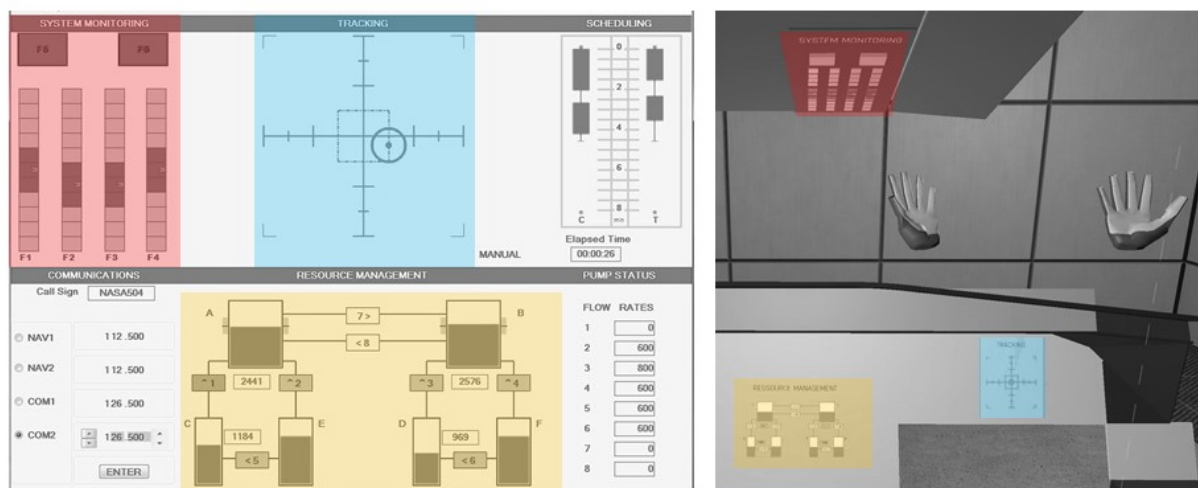 SYSTEM MONITORING
TRACKING
SCHEDULING
F5
F6
0
2
4
6
8
C
T
F1
F2
F3
F4
MANUAL
Elapsed Time
00:00:26
COMMUNICATIONS
RESOURCE MANAGEMENT
PUMP STATUS
Call Sign NASA504
NAV1 112.500
NAV2 112.500
COM1 126.500
COM2 126.500
ENTER
A
7 >
B
< 8
^1
2441
^2
^3
2576
^4
C
1184
E
D
969
F
< 5
< 6
FLOW RATES
1 0
2 600
3 800
4 600
5 600
6 600
7 0
8 0
SYSTEM MONITORING
TRACKING
RESSOURCE MANAGEMENT